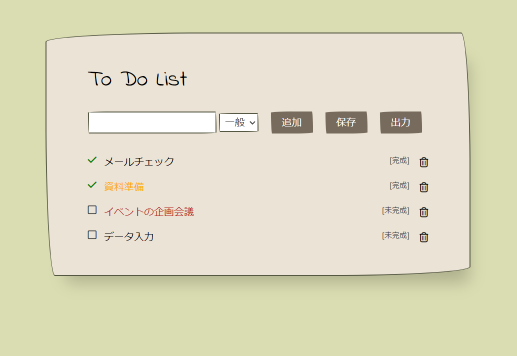 To Do List
一般 追加 保存 出力
メールチェック [完成]
資料準備 [完成]
イベントの企画会議 [未完成]
データ入力 [未完成]